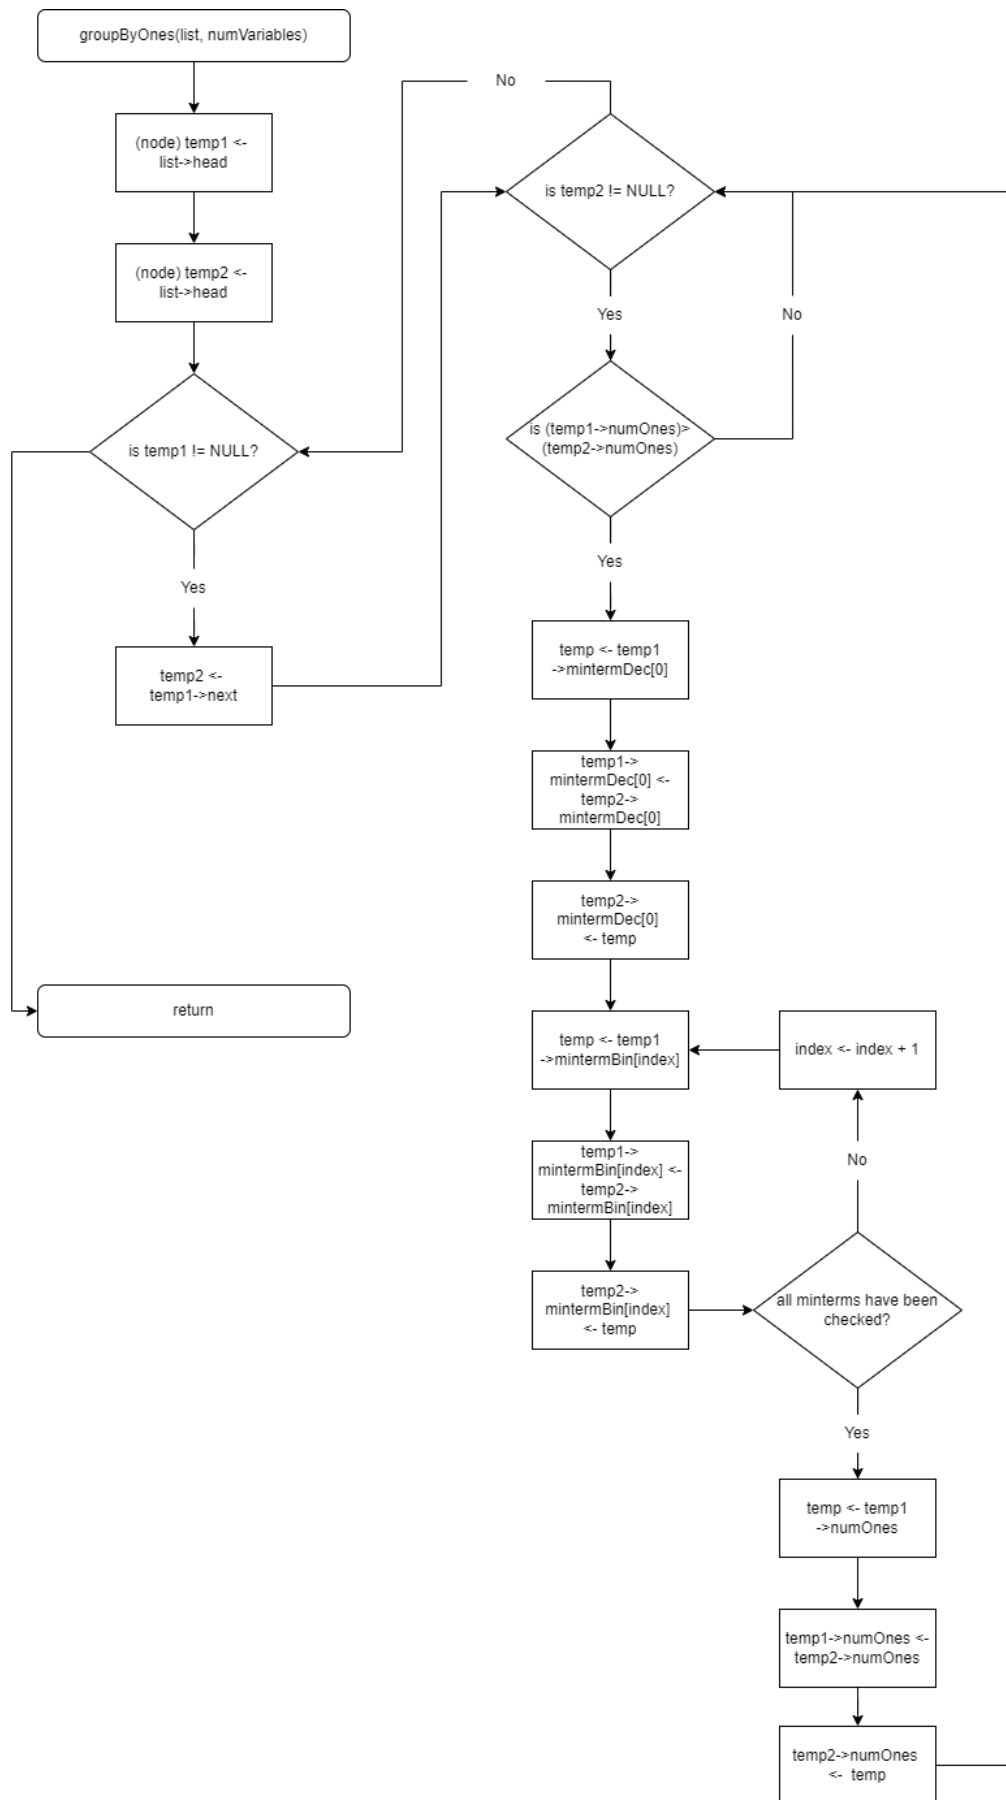 groupByOnes(list, numVariables)
(node) temp1 <-
list->head
(node) temp2 <-
list->head
is temp1 != NULL?
Yes
temp2 <-
temp1->next
return
No
is temp2 != NULL?
Yes
No
is (temp1->numOnes)>
(temp2->numOnes)
Yes
temp <- temp1
->mintermDec[0]
temp1->
mintermDec[0] <-
temp2->
mintermDec[0]
temp2->
mintermDec[0]
<- temp
temp <- temp1
->mintermBin[index]
index <- index + 1
temp1->
mintermBin[index] <-
temp2->
mintermBin[index]
No
temp2->
mintermBin[index]
<- temp
all minterms have been
checked?
Yes
temp <- temp1
->numOnes
temp1->numOnes <-
temp2->numOnes
temp2->numOnes
<- temp